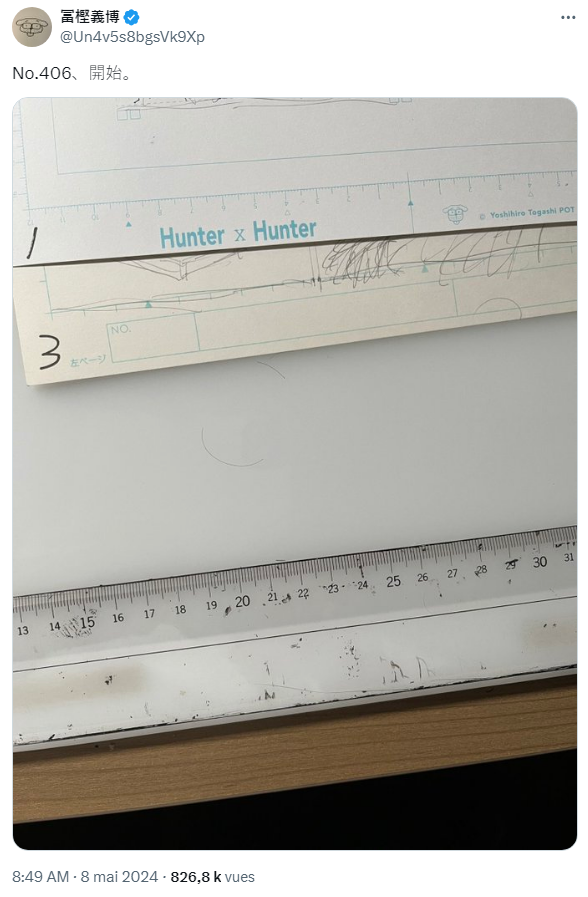 冨樫義博
@Un4v5s8bgsVk9Xp
No.406、開始。
Hunter x Hunter
© Yoshihiro Togashi POT
1
NO.
3
左ページ
13 14 15 16 17 18 19 20 21 22 23 24 25 26 27 28 29 30 31
8:49 AM · 8 mai 2024 · 826,8 k vues